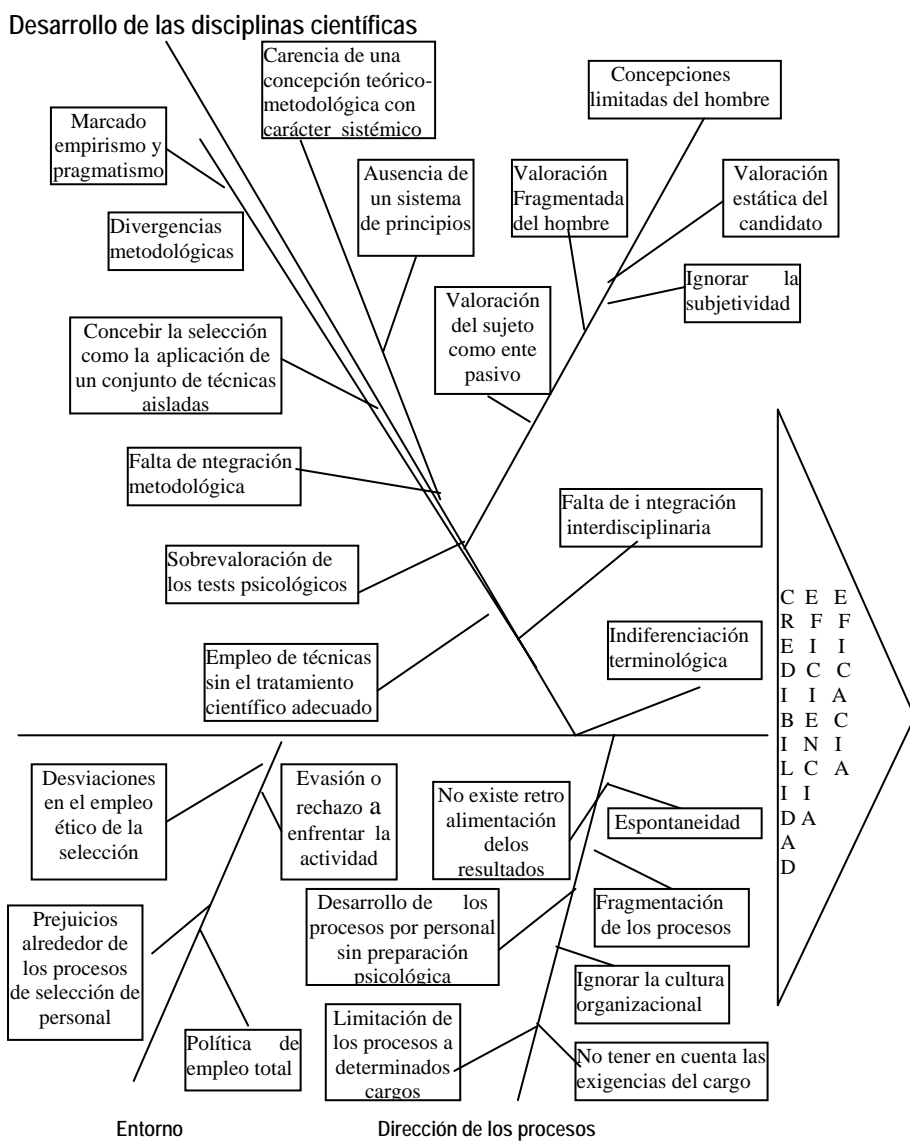 Desarrollo de las disciplinas científicas
Carencia de una
concepción teórico-
metodológica con
carácter sistémico
Concepciones
limitadas del hombre
Marcado
empirismo y
pragmatismo
Ausencia de
un sistema
de principios
Valoración
Fragmentada
del hombre
Valoración
estática del
candidato
Divergencias
metodológicas
Ignorar la
subjetividad
Valoración
del sujeto
como ente
pasivo
Concebir la selección
como la aplicación de
un conjunto de técnicas
aisladas
Falta de ntegración
metodológica
Falta de i ntegración
interdisciplinaria
Sobrevaloración de
los tests psicológicos
Indiferenciación
terminológica
Empleo de técnicas
sin el tratamiento
científico adecuado
C E E
R F F
E I I
D C C
I I A
B E C
I N I
L C A
I I
D A
A
D
Desviaciones
en el empleo
ético de la
selección
Evasión o
rechazo a
enfrentar la
actividad
No existe retro
alimentación
delos
resultados
Espontaneidad
Prejuicios
alrededor de
los procesos
de selección de
personal
Desarrollo de los
procesos por personal
sin preparación
psicológica
Fragmentación
de los procesos
Ignorar la cultura
organizacional
Política de
empleo total
Limitación de
los procesos a
determinados
cargos
No tener en cuenta las
exigencias del cargo
Entorno
Dirección de los procesos